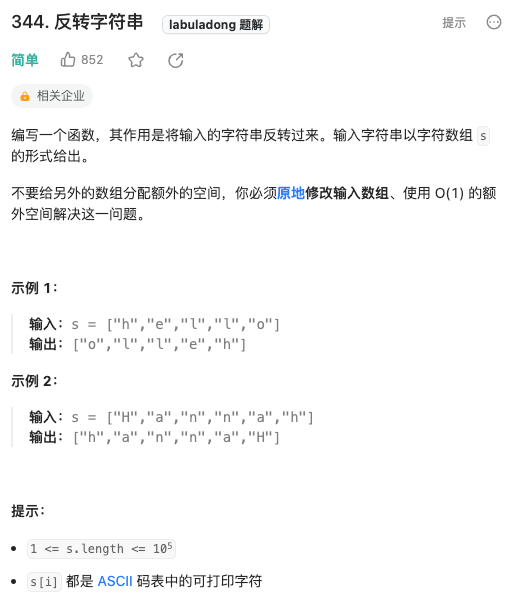 344. 反转字符串 labuladong 题解 提示
简单 852
相关企业
编写一个函数，其作用是将输入的字符串反转过来。输入字符串以字符数组 s
的形式给出。
不要给另外的数组分配额外的空间，你必须原地修改输入数组、使用 O(1) 的额
外空间解决这一问题。
示例 1：
输入：s = ["h","e","l","l","o"]
输出：["o","l","l","e","h"]
示例 2：
输入：s = ["H","a","n","n","a","h"]
输出：["h","a","n","n","a","H"]
提示：
1 <= s.length <= 10⁵
s[i] 都是 ASCII 码表中的可打印字符